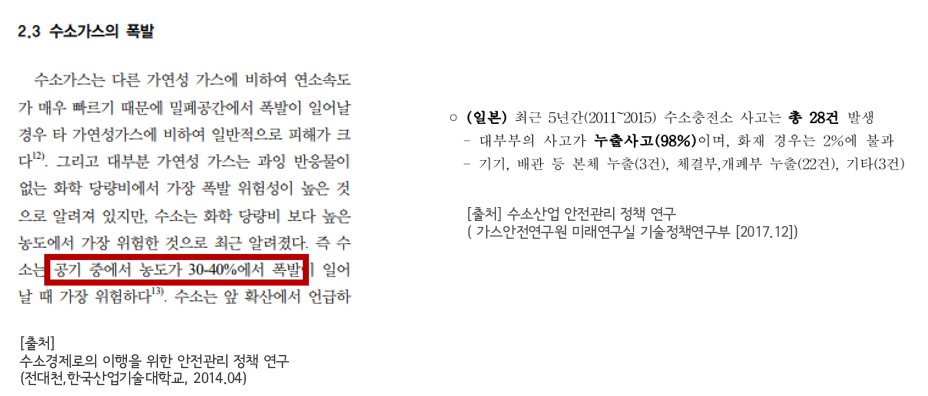 2.3 수소가스의 폭발
수소가스는 다른 가연성 가스에 비하여 연소속도
가 매우 빠르기 때문에 밀폐공간에서 폭발이 일어날
경우 타 가연성가스에 비하여 일반적으로 피해가 크
다12). 그리고 대부분 가연성 가스는 과잉 반응물이
없는 화학 당량비에서 가장 폭발 위험성이 높은 것
으로 알려져 있지만, 수소는 화학 당량비 보다 높은
농도에서 가장 위험한 것으로 최근 알려졌다. 즉 수
소는 공기 중에서 농도가 30-40%에서 폭발이 일어
날 때 가장 위험하다13). 수소는 앞 확산에서 언급하
[출처]
수소경제로의 이행을 위한 안전관리 정책 연구
(전대천,한국산업기술대학교, 2014.04)
○ (일본) 최근 5년간(2011~2015) 수소충전소 사고는 총 28건 발생
- 대부부의 사고가 누출사고(98%)이며, 화재 경우는 2%에 불과
- 기기, 배관 등 본체 누출(3건), 체결부,개폐부 누출(22건), 기타(3건)
[출처] 수소산업 안전관리 정책 연구
( 가스안전연구원 미래연구실 기술정책연구부 [2017.12])